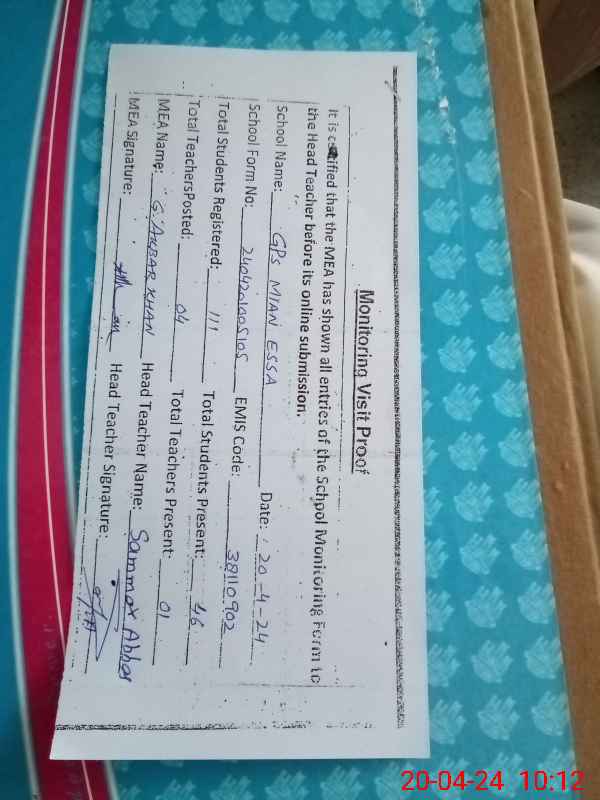 Monitoring Visit Proof
It is certified that the MEA has shown all entries of the School Monitoring Form to
the Head Teacher before its online submission.
School Name: GPS MIAN ESSA Date: 20-4-24
School Form No: 2404201005105 EMIS Code: 38110902
Total Students Registered: 111 Total Students Present: 46
Total TeachersPosted: 04 Total Teachers Present: 01
MEA Name: G/AKBAR KHAN Head Teacher Name: Sammar Abbas
MEA Signature: Head Teacher Signature:
20-04-24 10:12